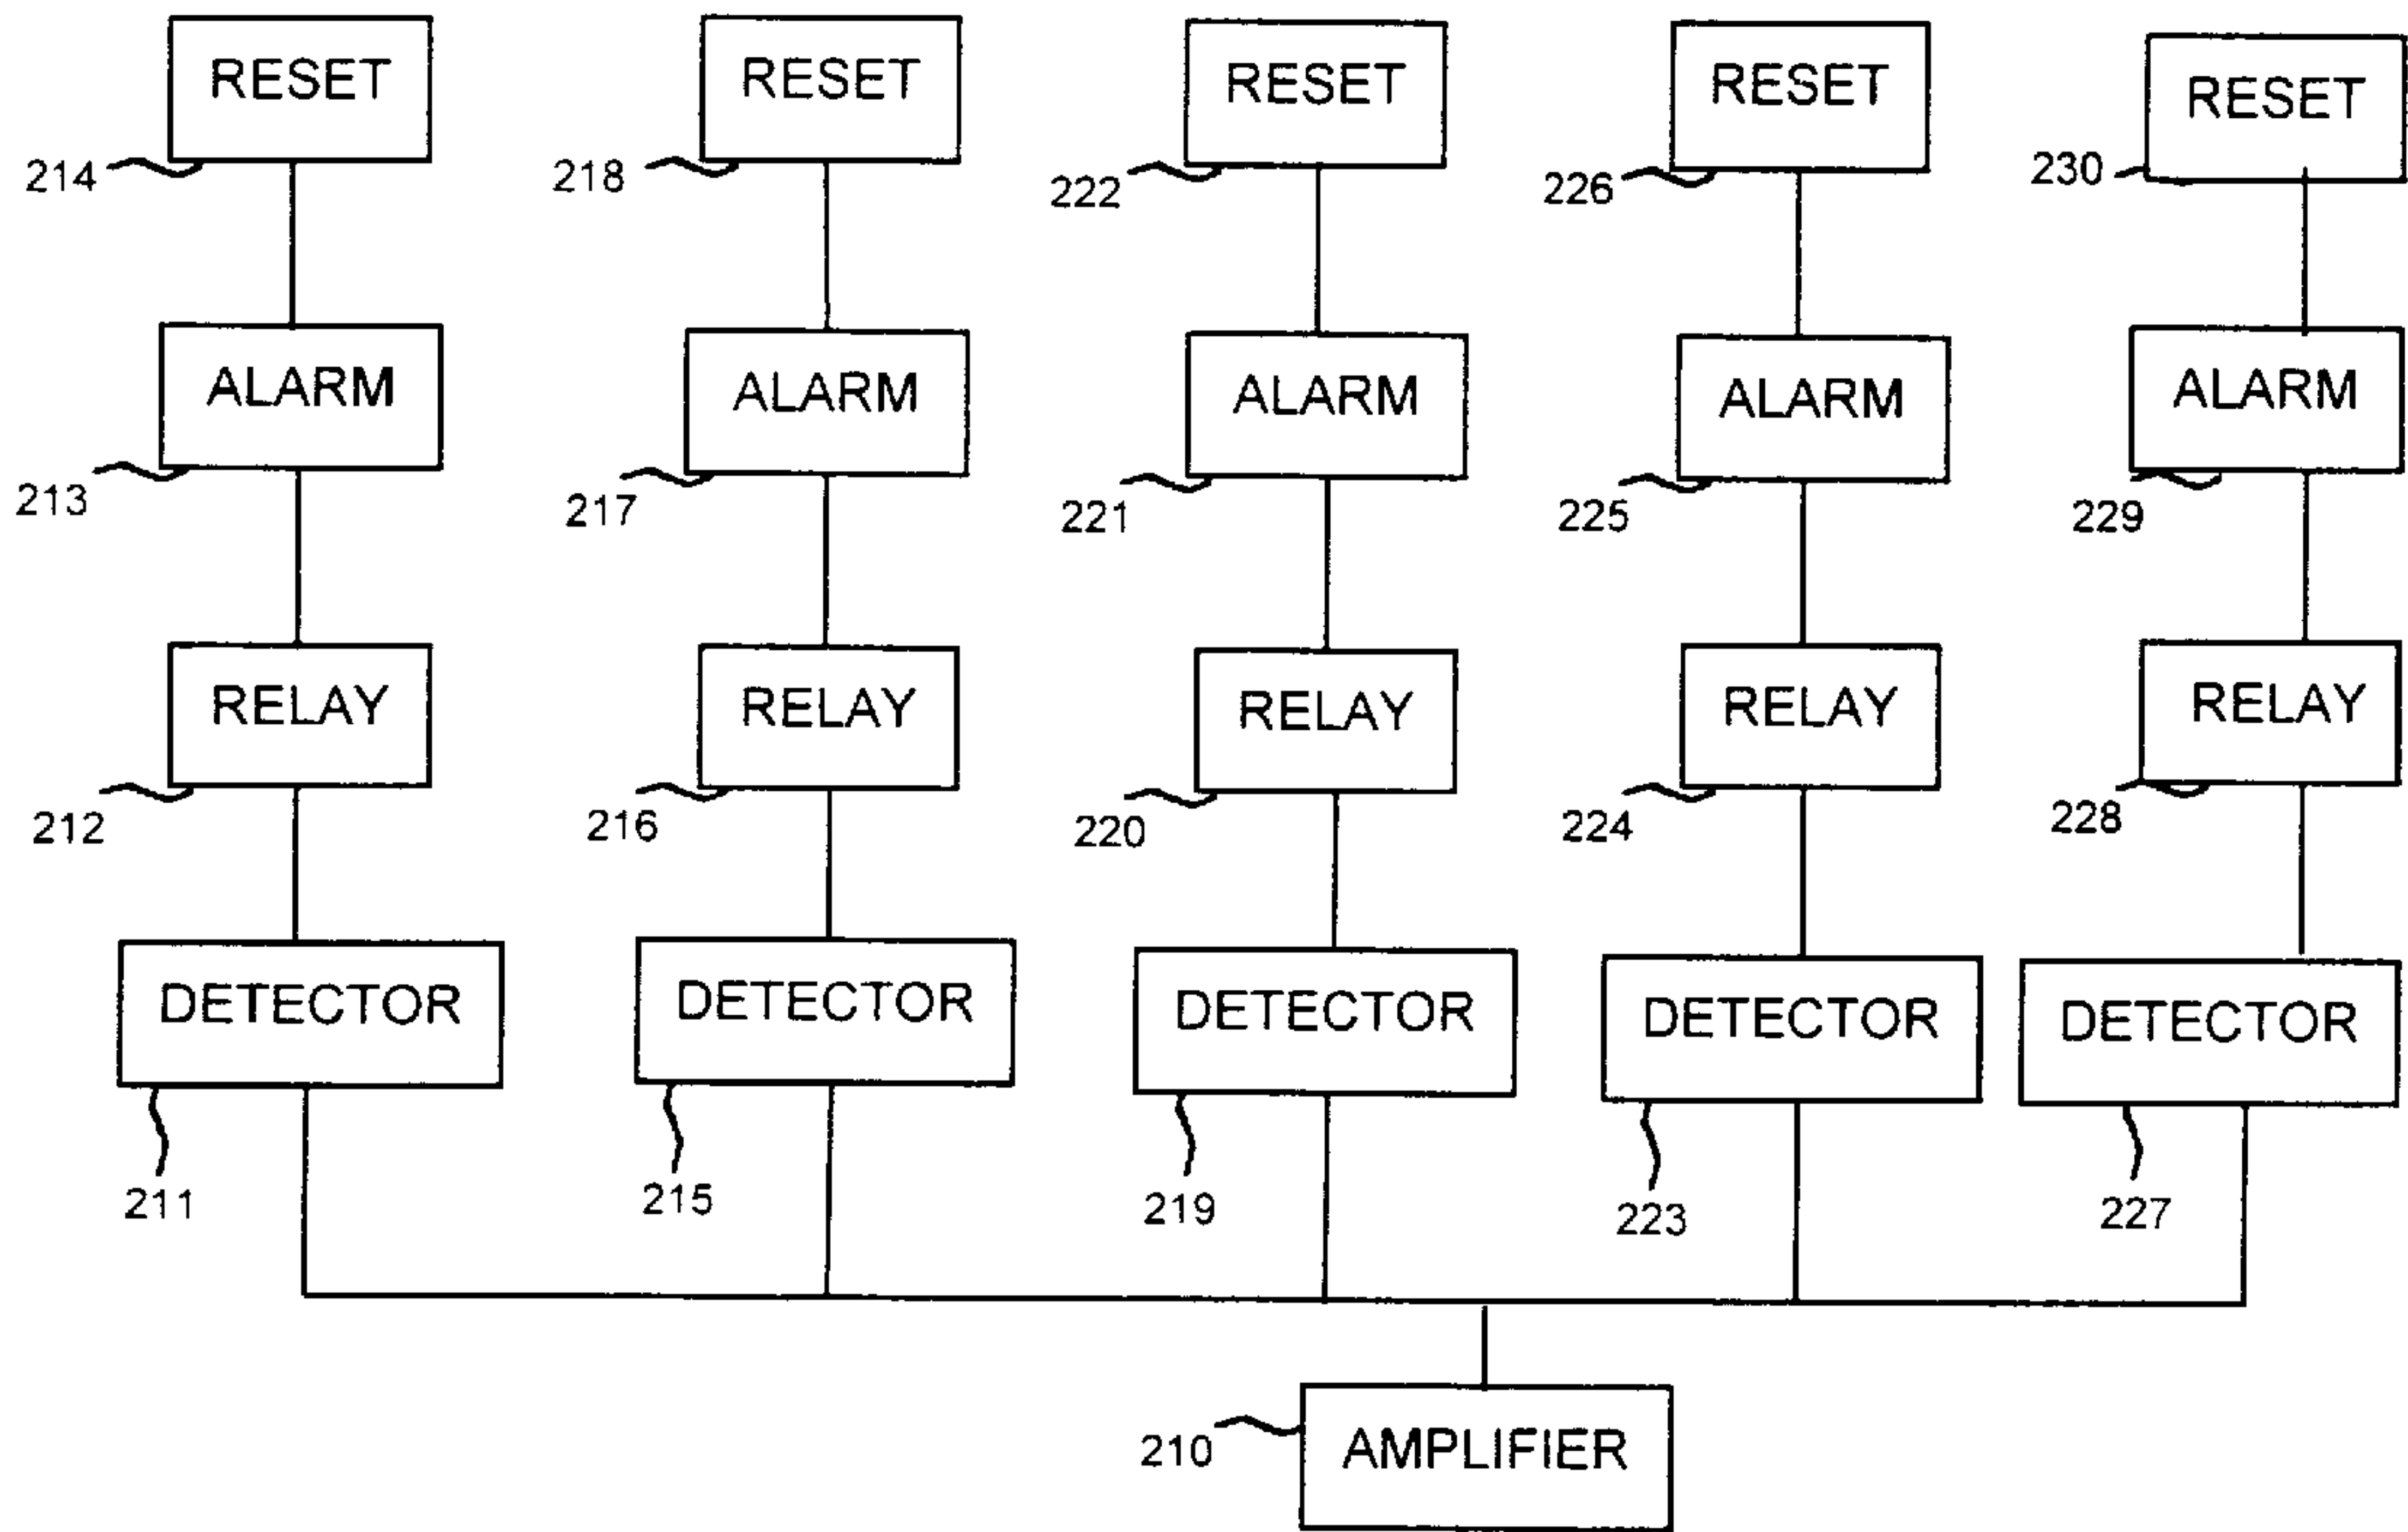 RESET RESET RESET RESET RESET
214 218 222 226 230
ALARM ALARM ALARM ALARM ALARM
213 217 221 225 229
RELAY RELAY RELAY RELAY RELAY
212 216 220 224 228
DETECTOR DETECTOR DETECTOR DETECTOR DETECTOR
211 215 219 223 227
210 AMPLIFIER